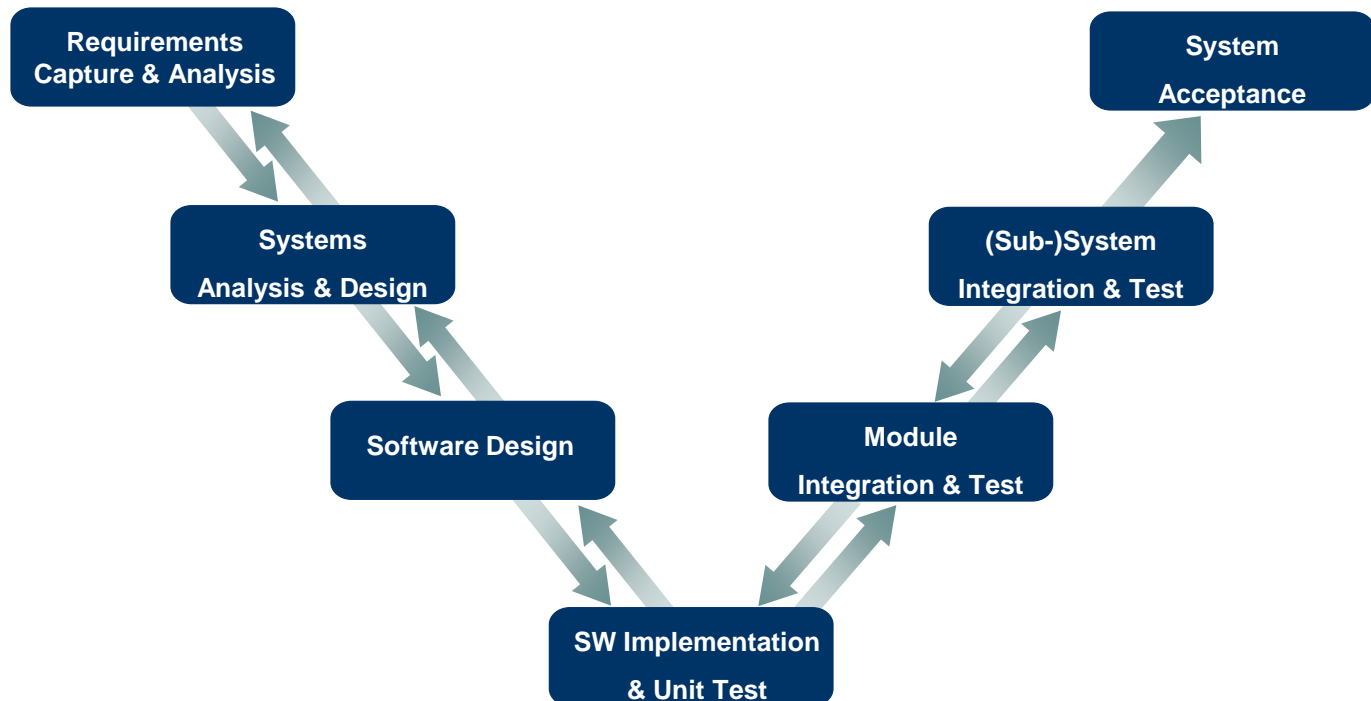 Requirements
Capture & Analysis
System
Acceptance
Systems
Analysis & Design
(Sub-)System
Integration & Test
Software Design
Module
Integration & Test
SW Implementation
& Unit Test